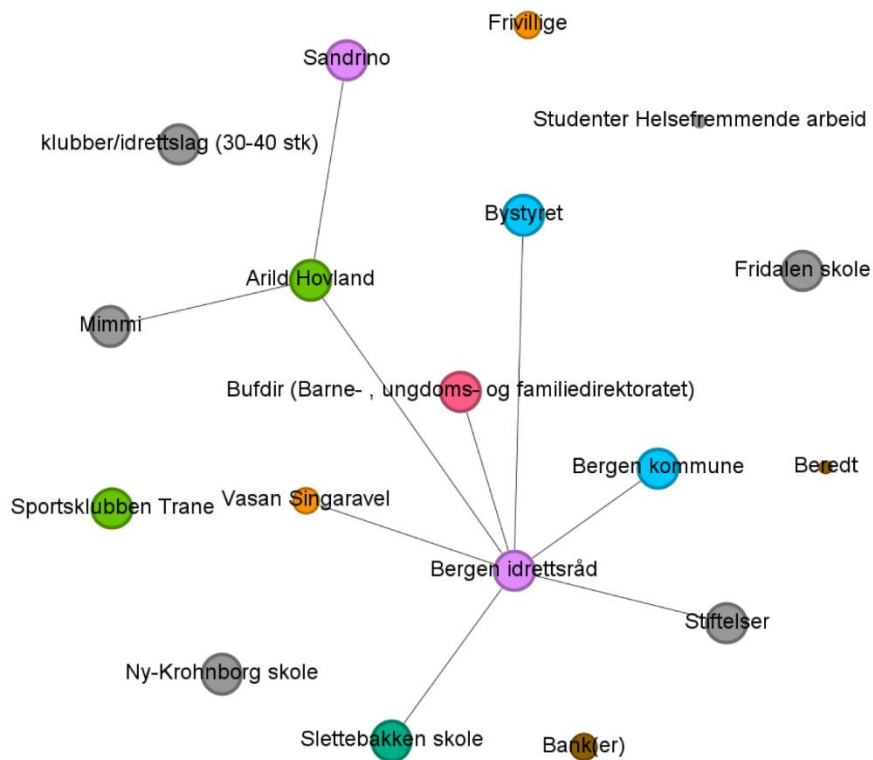 Frivillige
Sandrino
Studenter Helsefremmende arbeid
klubber/idrettslag (30-40 stk)
Bystyret
Fridalen skole
Arild Hovland
Mimmi
Bufdir (Barne- , ungdoms- og familiedirektoratet)
Bergen kommune
Beredt
Vasan Singaravel
Sportsklubben Trane
Bergen idrettsråd
Stiftelser
Ny-Krohnborg skole
Slettebakken skole
Bank(er)